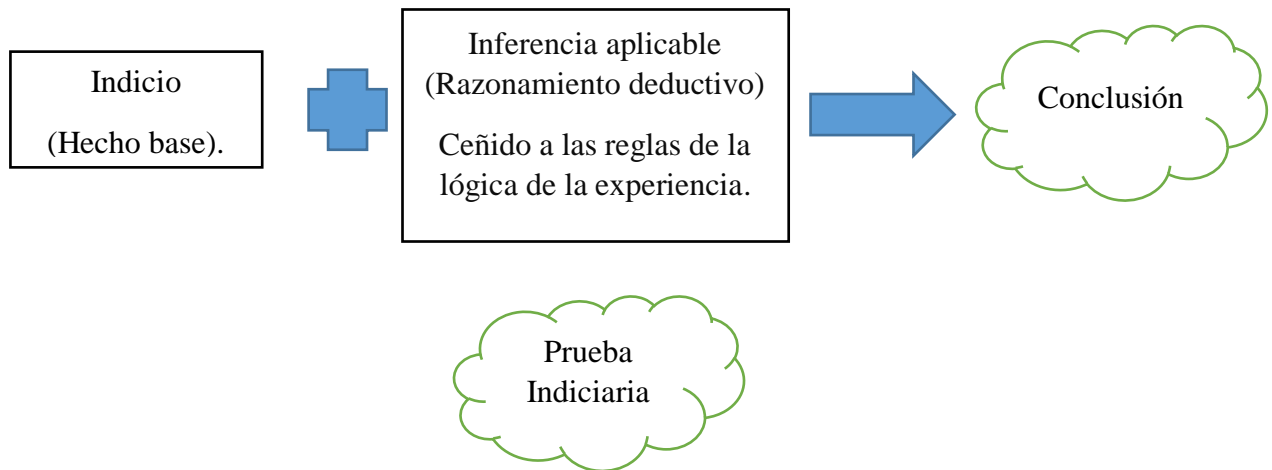 Indicio
(Hecho base).
Inferencia aplicable
(Razonamiento deductivo)
Ceñido a las reglas de la
lógica de la experiencia.
Conclusión
Prueba
Indiciaria